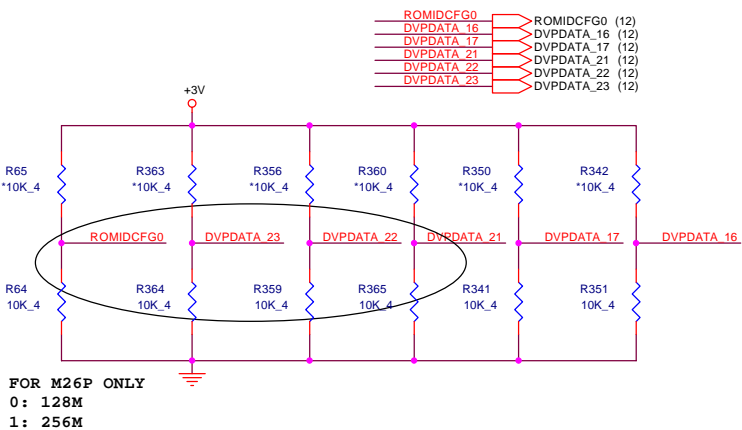 ROMIDCFG0 ROMIDCFG0 (12)
DVPDATA_16 DVPDATA_16 (12)
DVPDATA_17 DVPDATA_17 (12)
DVPDATA_21 DVPDATA_21 (12)
DVPDATA_22 DVPDATA_22 (12)
DVPDATA_23 DVPDATA_23 (12)
+3V
R65 R363 R356 R360 R350 R342
*10K_4 *10K_4 *10K_4 *10K_4 *10K_4 *10K_4
ROMIDCFG0 DVPDATA_23 DVPDATA_22 DVPDATA_21 DVPDATA_17 DVPDATA_16
R64 R364 R359 R365 R341 R351
10K_4 10K_4 10K_4 10K_4 10K_4 10K_4
FOR M26P ONLY
0: 128M
1: 256M